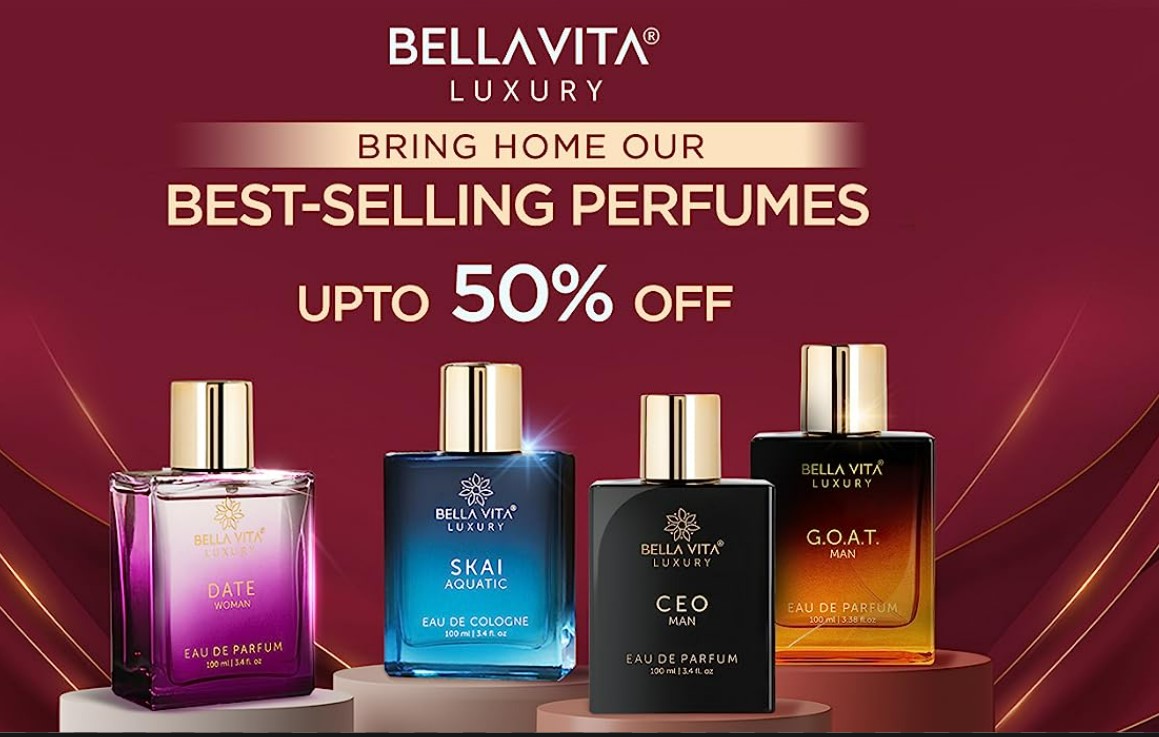 BELLAVITA®
LUXURY
BRING HOME OUR
BEST-SELLING PERFUMES
UPTO 50% OFF
BELLA VITA®
LUXURY
DATE
WOMAN
EAU DE PARFUM
100 ml | 3.4 fl. oz
BELLA VITA®
LUXURY
SKAI
AQUATIC
EAU DE COLOGNE
100 ml | 3.4 fl. oz
BELLA VITA®
LUXURY
CEO
MAN
EAU DE PARFUM
100 ml | 3.4 fl. oz
BELLA VITA®
LUXURY
G.O.A.T.
MAN
EAU DE PARFUM
100 ml | 3.38 fl. oz